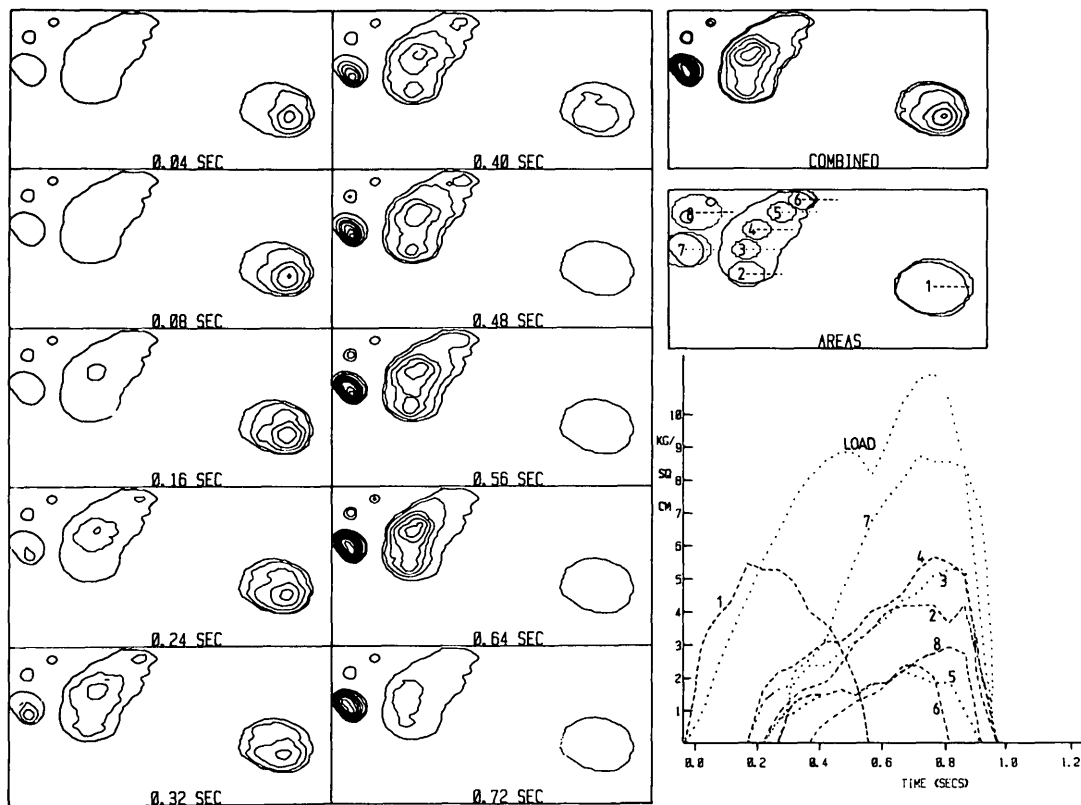 0.04 SEC
0.40 SEC
COMBINED
0.08 SEC
0.48 SEC
6
8
5
4
7
3
2
1
AREAS
0.16 SEC
0.56 SEC
0.24 SEC
0.64 SEC
0.32 SEC
0.72 SEC
10
KG/
9
SQ
8
CM
7
6
5
4
3
2
1
LOAD
7
4
3
1
2
8
5
6
0.0 0.2 0.4 0.6 0.8 1.0 1.2
TIME (SECS)